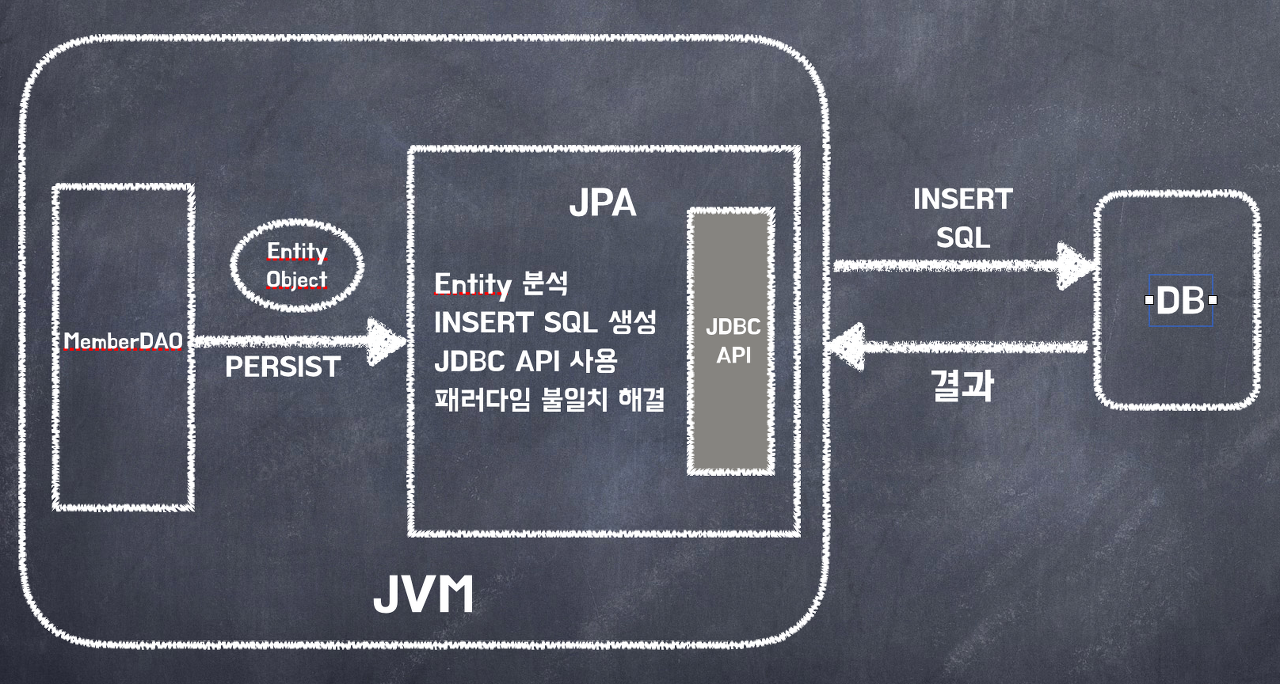 MemberDAO
Entity
Object
PERSIST
JPA
Entity 분석
INSERT SQL 생성
JDBC API 사용
패러다임 불일치 해결
JDBC
API
JVM
INSERT
SQL
결과
DB